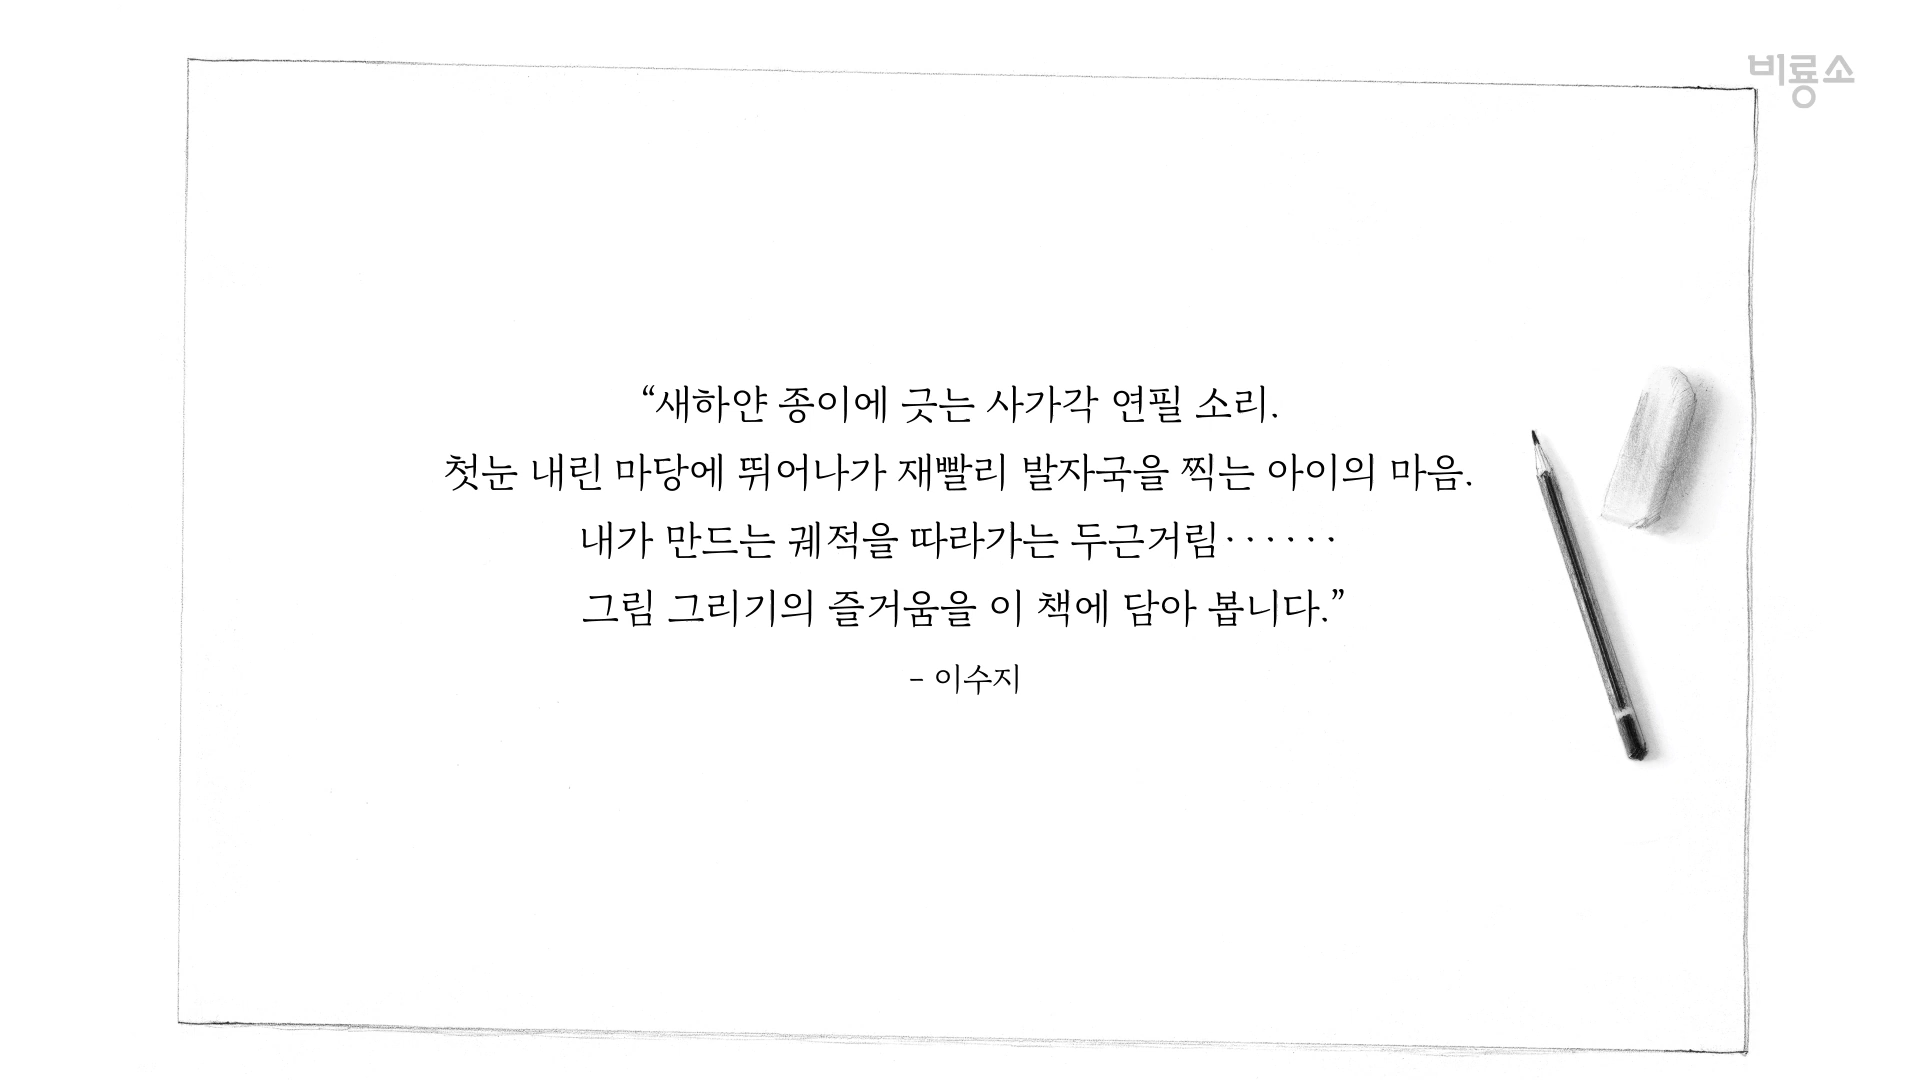 비룡소
“새하얀 종이에 긋는 사가각 연필 소리.
첫눈 내린 마당에 뛰어나가 재빨리 발자국을 찍는 아이의 마음.
내가 만드는 궤적을 따라가는 두근거림······
그림 그리기의 즐거움을 이 책에 담아 봅니다.”
- 이수지